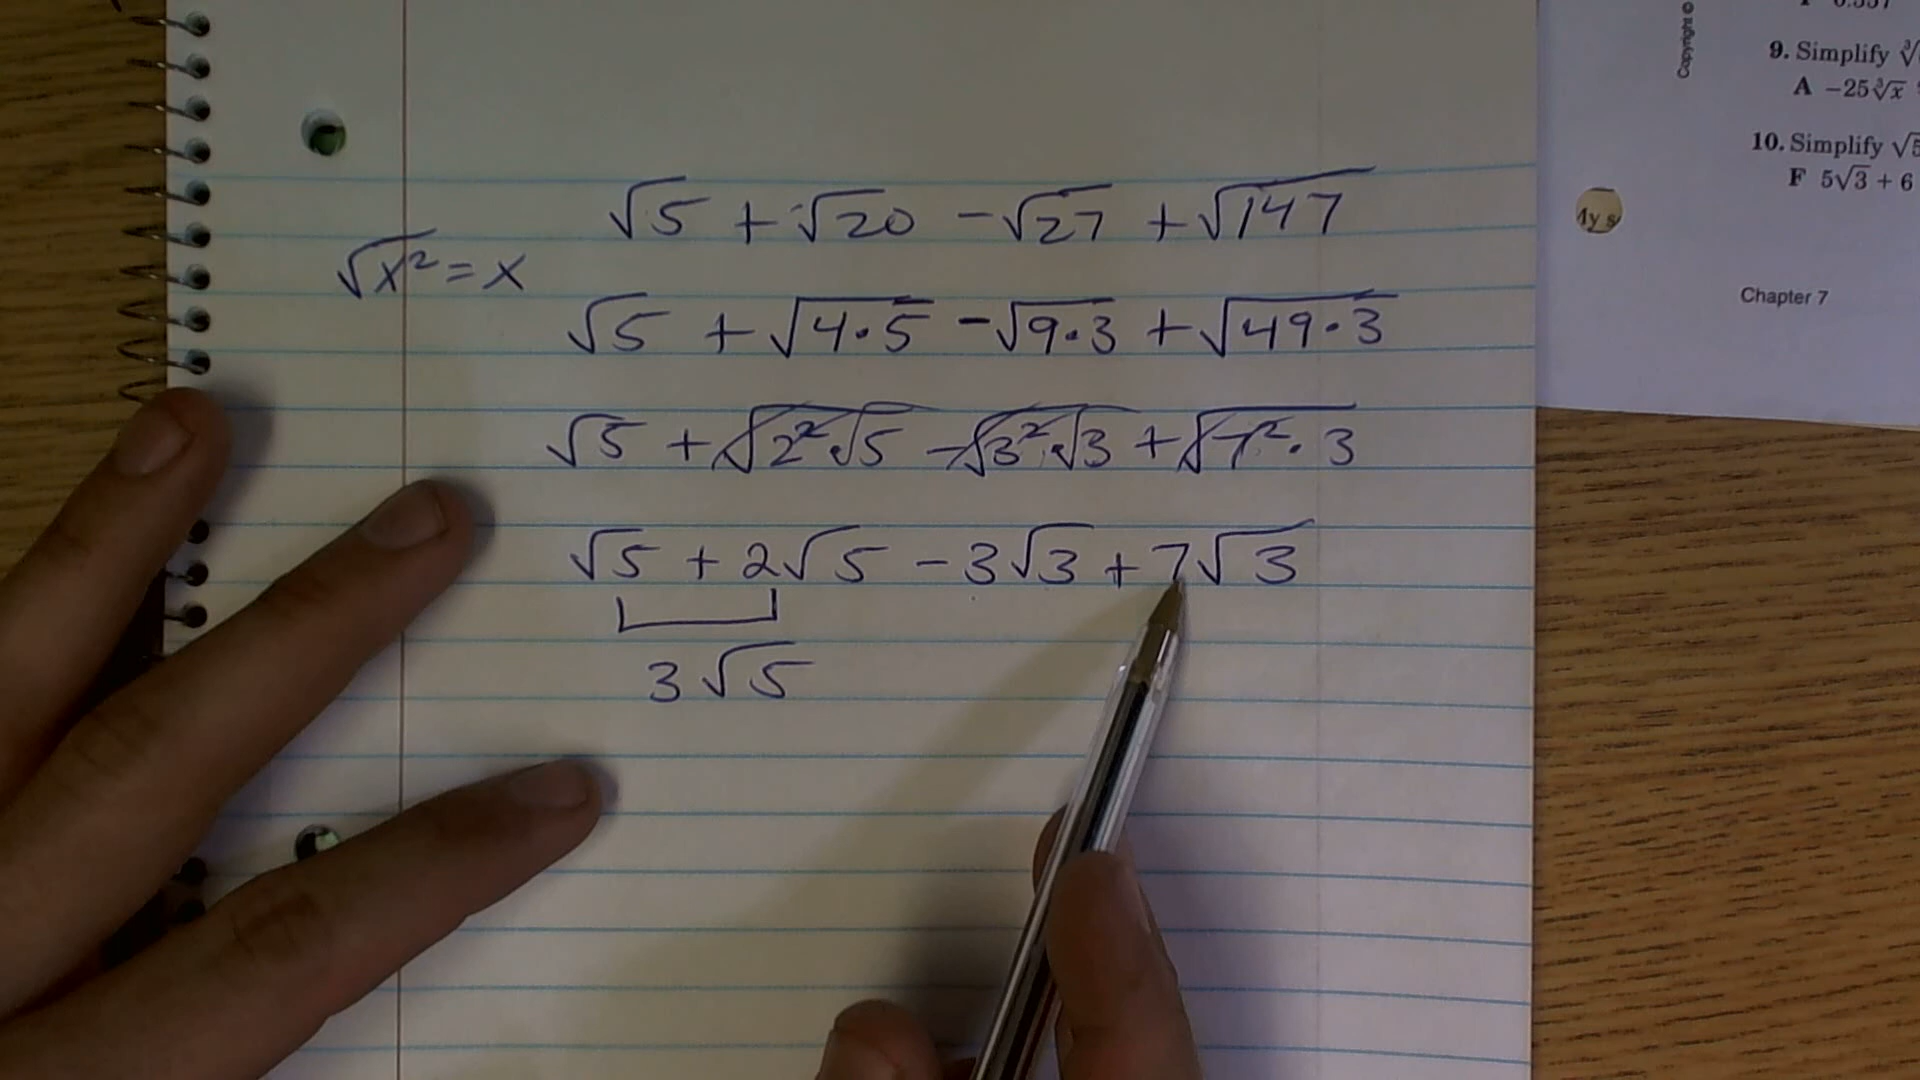 √5 + √20 - √27 + √147
√x² = x
√5 + √4·5 - √9·3 + √49·3
√5 + √2²·√5 - √3²·√3 + √7²·3
√5 + 2√5 - 3√3 + 7√3
3√5
Copyright ©
9. Simplify ∛
A -25∛x
10. Simplify √5
F 5√3 + 6
Chapter 7